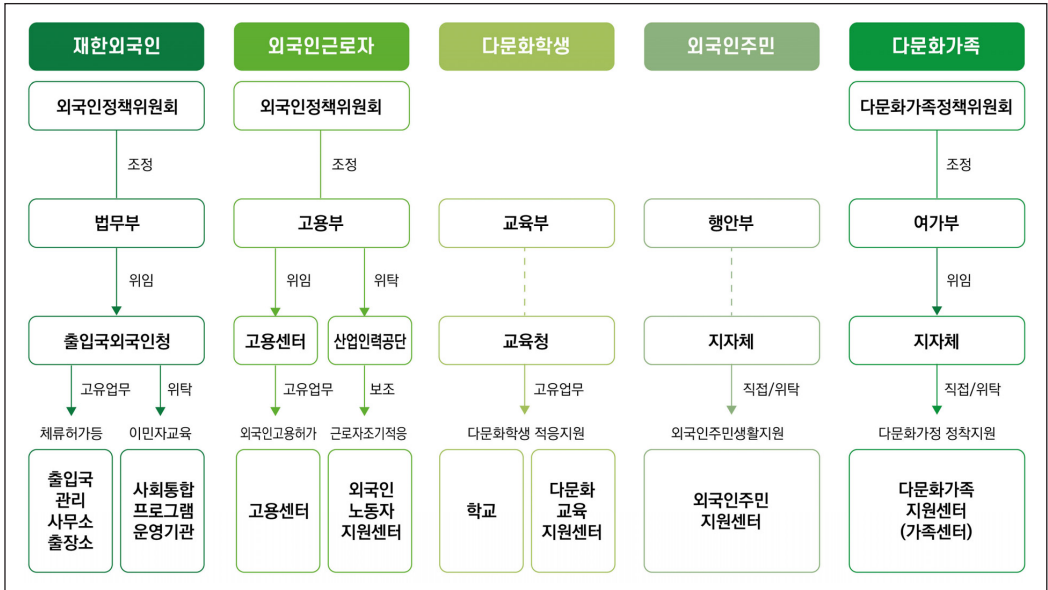 재한외국인
외국인근로자
다문화학생
외국인주민
다문화가족
외국인정책위원회
외국인정책위원회
다문화가족정책위원회
조정
조정
조정
법무부
고용부
교육부
행안부
여가부
위임
위임
위탁
위임
출입국외국인청
고용센터
산업인력공단
교육청
지자체
지자체
고유업무
위탁
고유업무
보조
고유업무
직접/위탁
직접/위탁
체류허가등
이민자교육
외국인고용허가
근로자조기적응
다문화학생 적응지원
외국인주민생활지원
다문화가정 정착지원
출입국
관리
사무소
출장소
사회통합
프로그램
운영기관
고용센터
외국인
노동자
지원센터
학교
다문화
교육
지원센터
외국인주민
지원센터
다문화가족
지원센터
(가족센터)